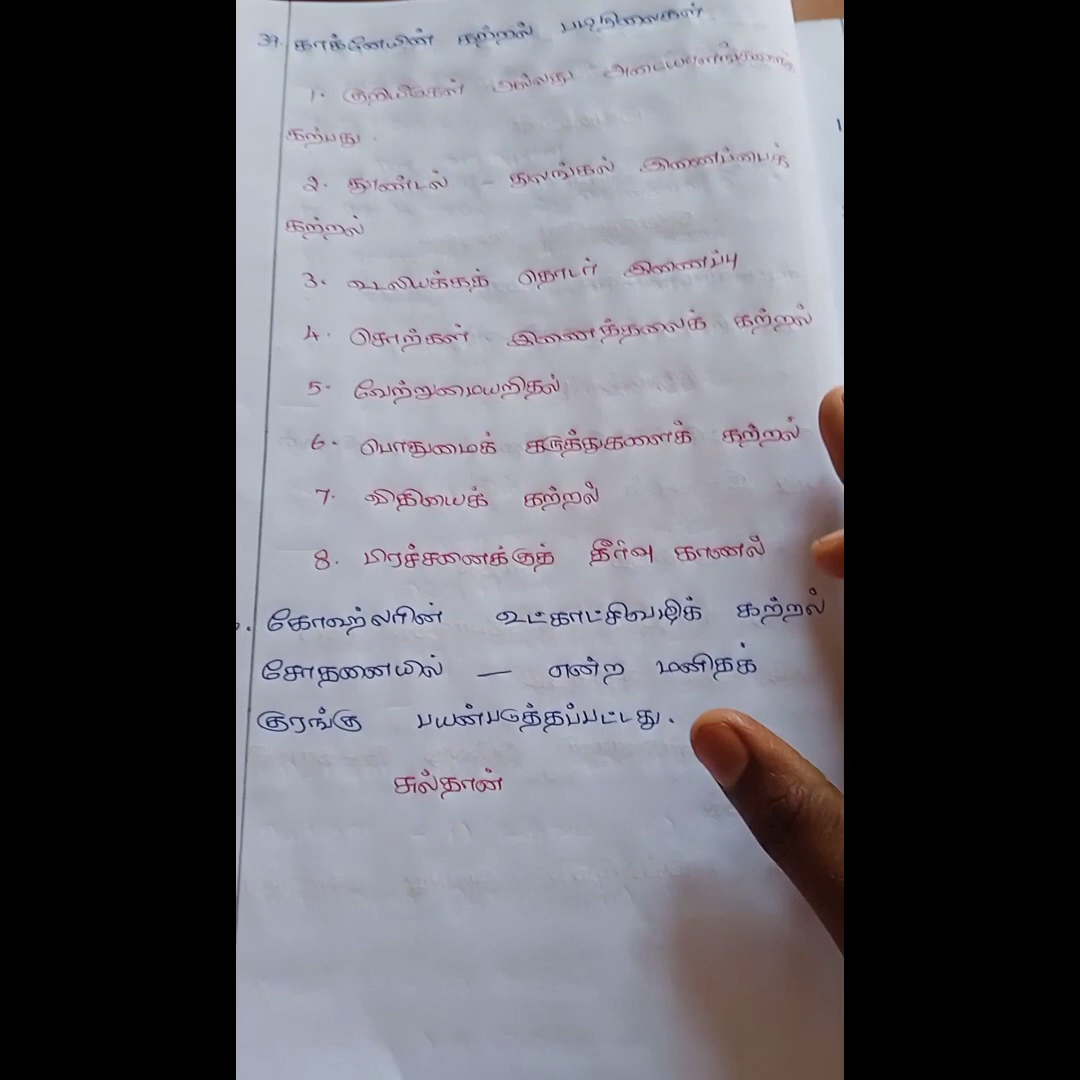 39. காக்னேயின் கற்றல் படிநிலைகள்
1. குறியீடுகள் அல்லது அடையாளங்களைக்
கற்பது.
2. தூண்டல் - துலங்கல் இணைப்பைக்
கற்றல்
3. உடலியக்கத் தொடர் இணைப்பு
4. சொற்கள் இணைத்தலைக் கற்றல்
5. வேற்றுமையறிதல்
6. பொதுமைக் கருத்துகளைக் கற்றல்
7. விதியைக் கற்றல்
8. பிரச்சனைக்குத் தீர்வு காணல்
கோஹ்லரின் உட்காட்சிவழிக் கற்றல்
சோதனையில் — என்ற மனிதக்
குரங்கு பயன்படுத்தப்பட்டது.
சுல்தான்